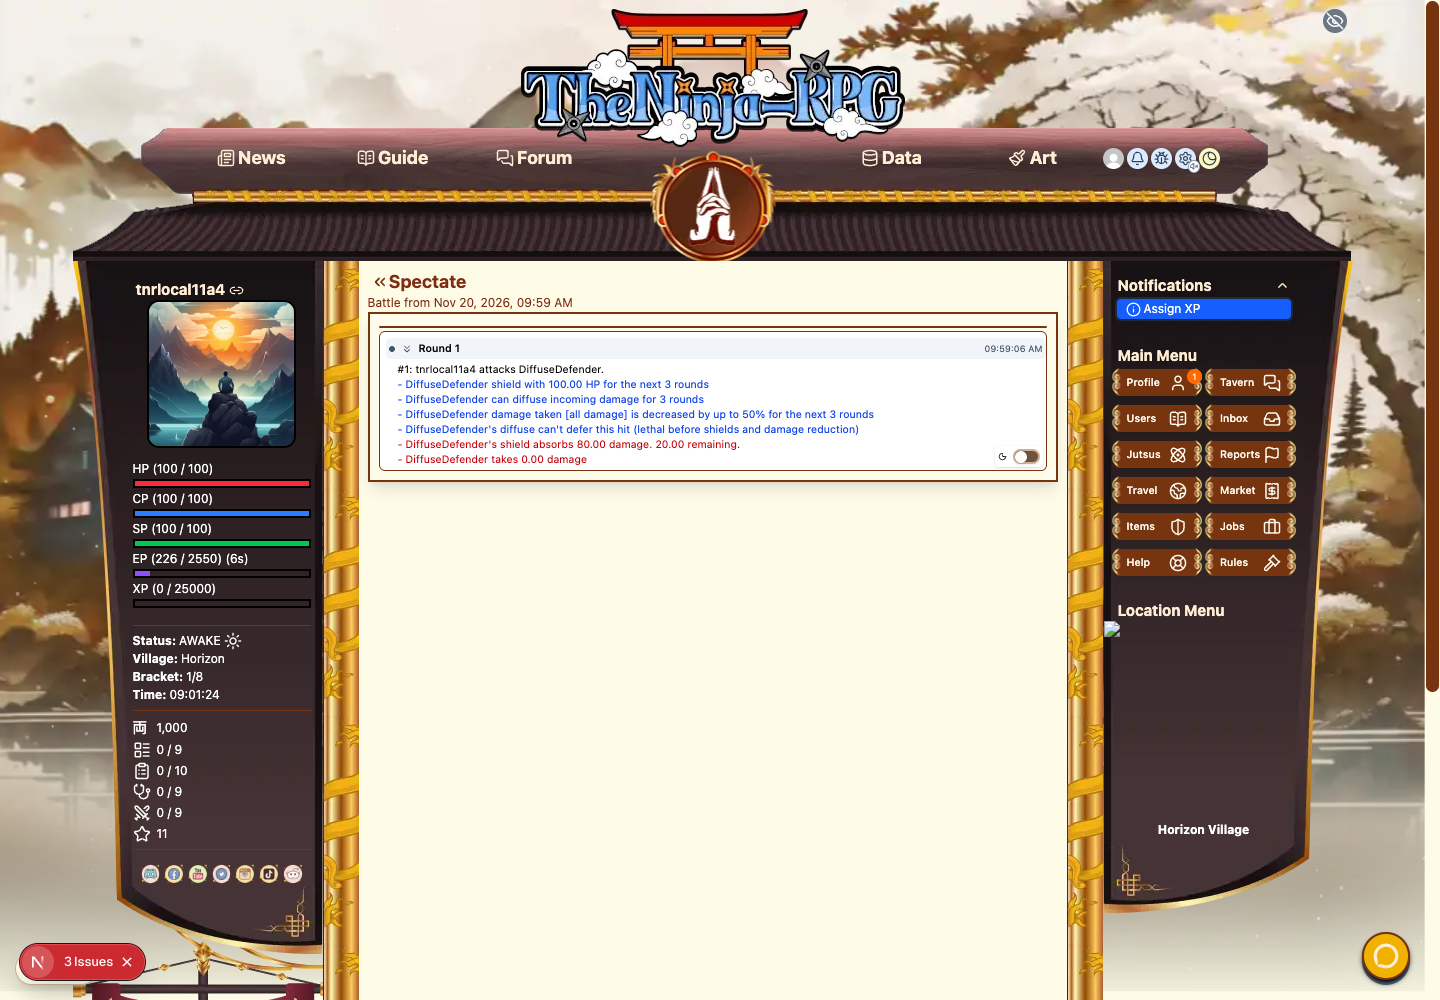 TheNinja-RPG
News
Guide
Forum
Data
Art
tnrlocal11a4
HP (100 / 100)
CP (100 / 100)
SP (100 / 100)
EP (226 / 2550) (6s)
XP (0 / 25000)
Status: AWAKE
Village: Horizon
Bracket: 1/8
Time: 09:01:24
両 1,000
0 / 9
0 / 10
0 / 9
0 / 9
11
3 Issues
Spectate
Battle from Nov 20, 2026, 09:59 AM
Round 1
09:59:06 AM
#1: tnrlocal11a4 attacks DiffuseDefender.
- DiffuseDefender shield with 100.00 HP for the next 3 rounds
- DiffuseDefender can diffuse incoming damage for 3 rounds
- DiffuseDefender damage taken [all damage] is decreased by up to 50% for the next 3 rounds
- DiffuseDefender's diffuse can't defer this hit (lethal before shields and damage reduction)
- DiffuseDefender's shield absorbs 80.00 damage. 20.00 remaining.
- DiffuseDefender takes 0.00 damage
Notifications
Assign XP
Main Menu
Profile 1
Tavern
Users
Inbox
Jutsus
Reports
Travel
Market
Items
Jobs
Help
Rules
Location Menu
Horizon Village